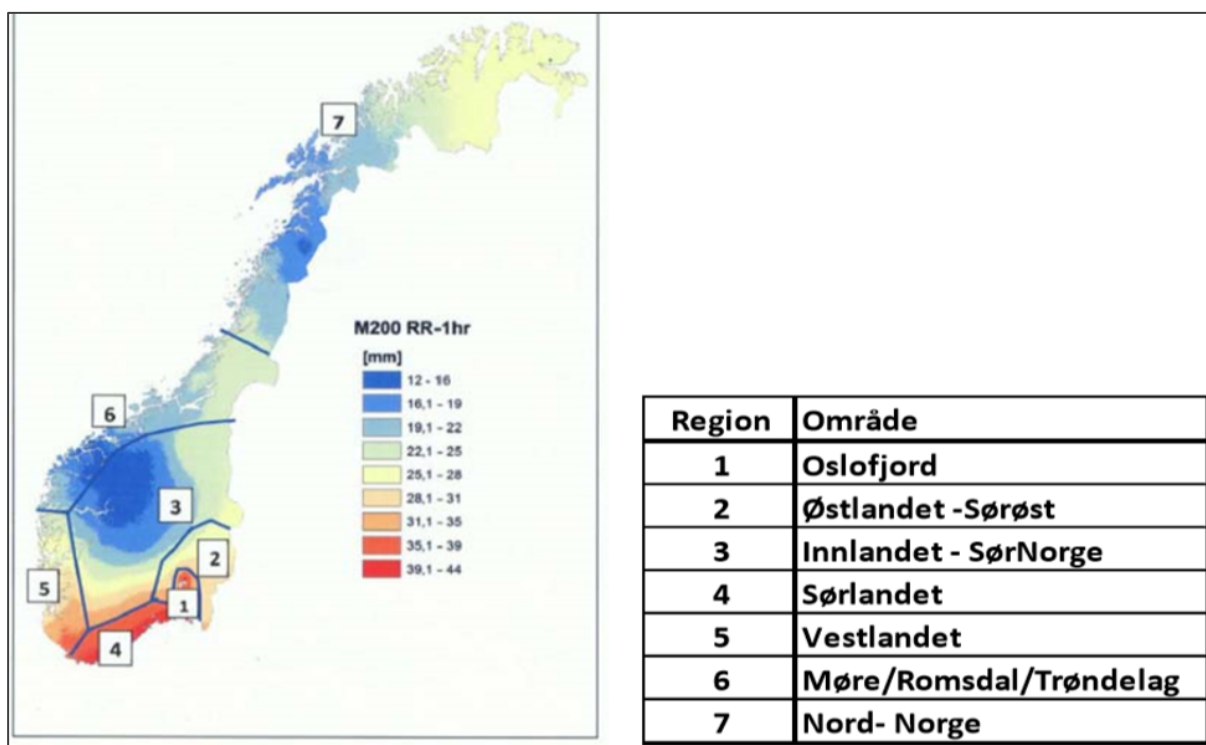 7
M200 RR-1hr
[mm]
12 - 16
16,1 - 19
19,1 - 22
22,1 - 25
25,1 - 28
28,1 - 31
31,1 - 35
35,1 - 39
39,1 - 44
6
3
2
5
1
4
Region Område
1 Oslofjord
2 Østlandet -Sørøst
3 Innlandet - SørNorge
4 Sørlandet
5 Vestlandet
6 Møre/Romsdal/Trøndelag
7 Nord- Norge